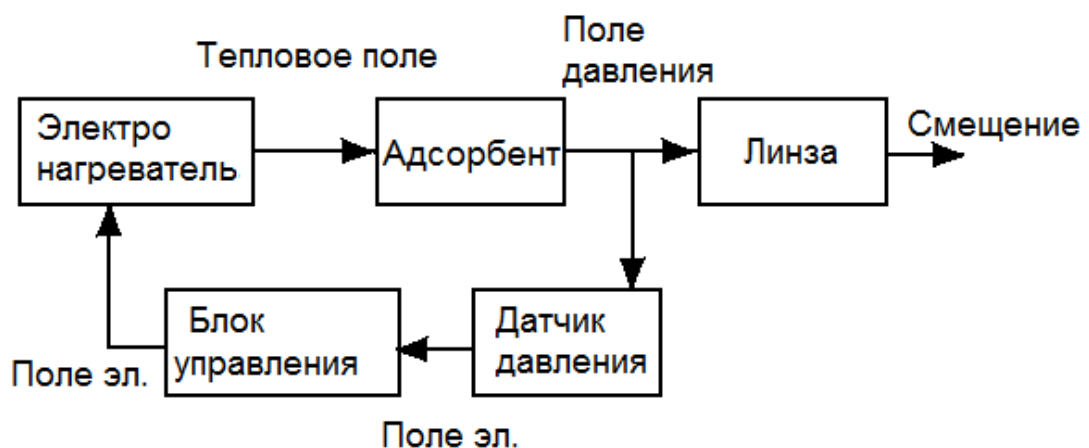 Тепловое поле
Поле
давления
Электро
нагреватель
Адсорбент
Линза
Смещение
Блок
управления
Датчик
давления
Поле эл.
Поле эл.